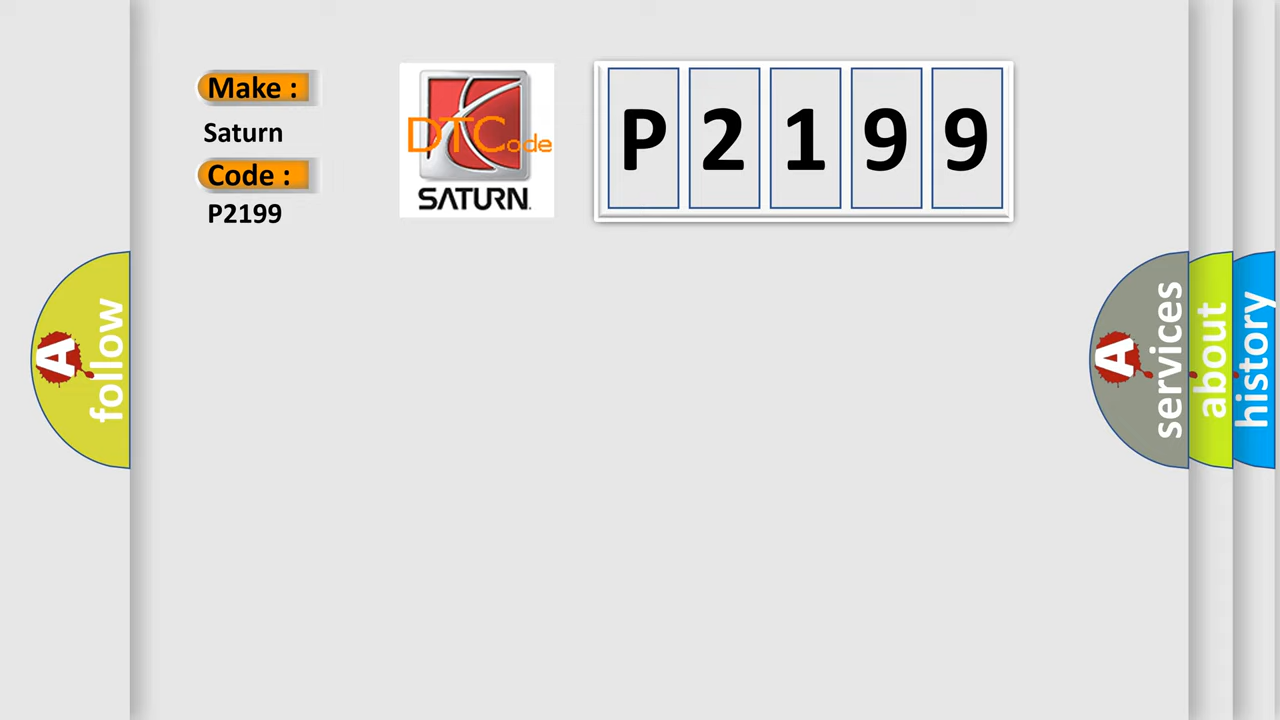 Make :
Saturn
Code :
P2199
DTCode
SATURN
P 2 1 9 9
A
follow
A
services
about
history